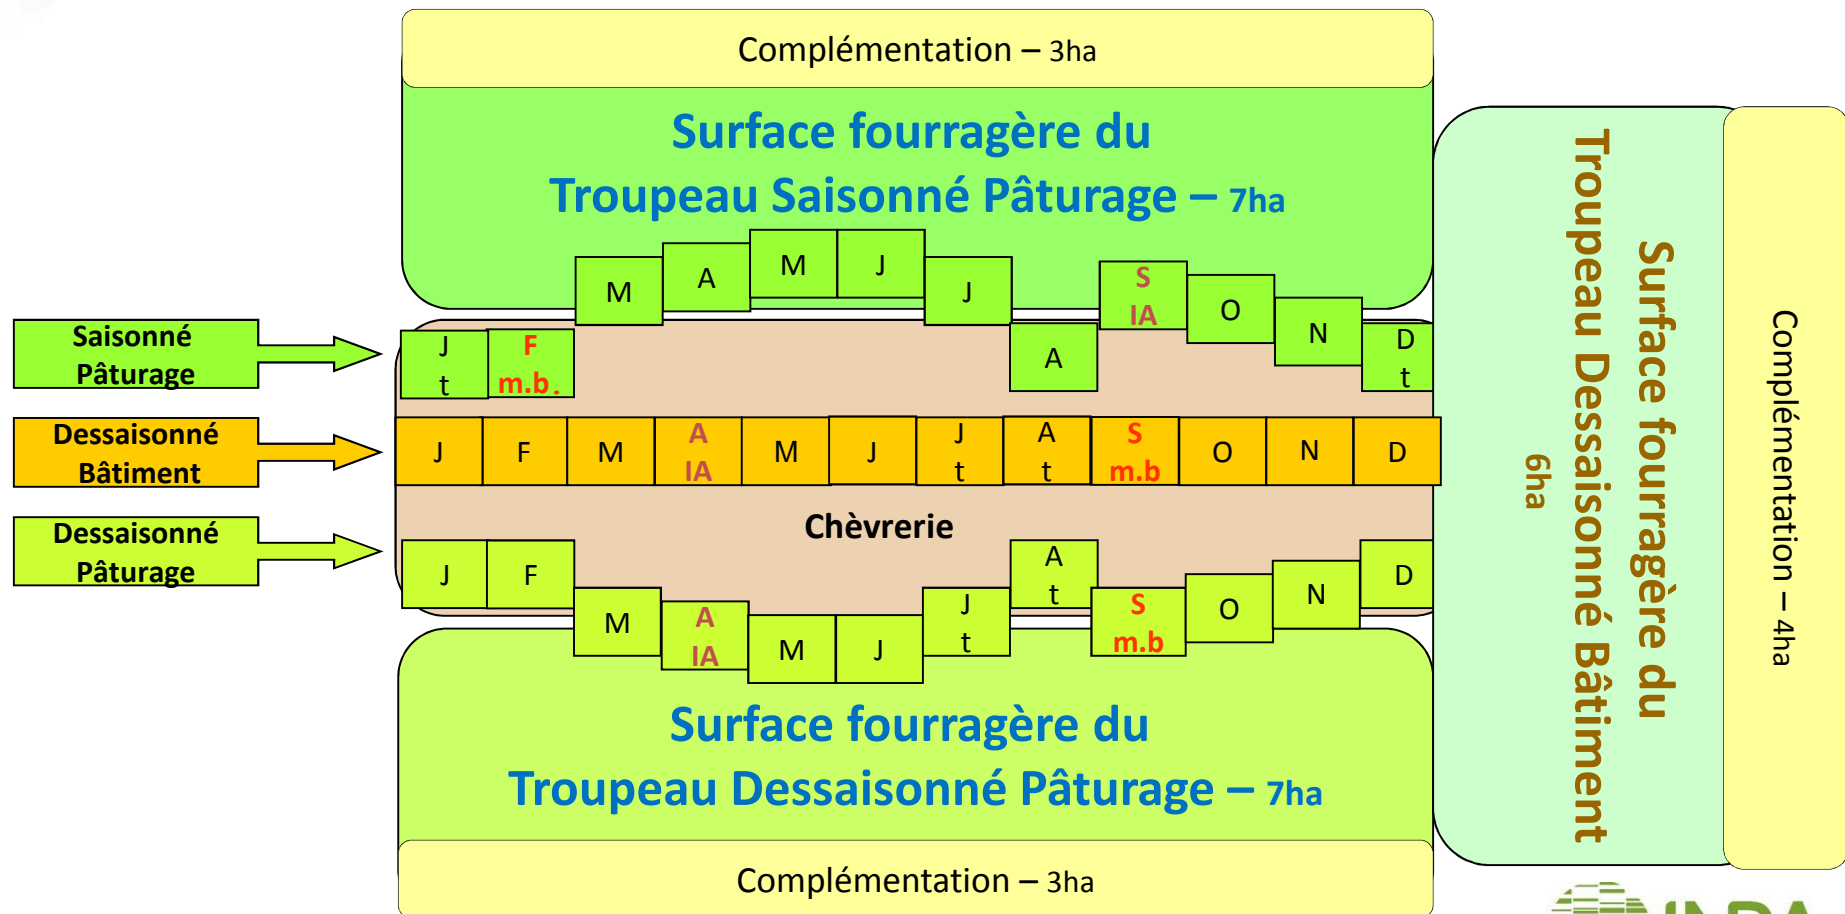 Complémentation – 3ha
Surface fourragère du
Troupeau Saisonné Pâturage – 7ha
M
A
M
J
J
S
IA
O
N
Saisonné
Pâturage
J
t
F
m.b.
A
D
t
Dessaisonné
Bâtiment
J
F
M
A
IA
M
J
J
t
A
t
S
m.b
O
N
D
Chèvrerie
Dessaisonné
Pâturage
J
F
M
A
IA
M
J
J
t
A
t
S
m.b
O
N
D
Surface fourragère du
Troupeau Dessaisonné Pâturage – 7ha
Complémentation – 3ha
Surface fourragère du
Troupeau Dessaisonné Bâtiment
6ha
Complémentation – 4ha